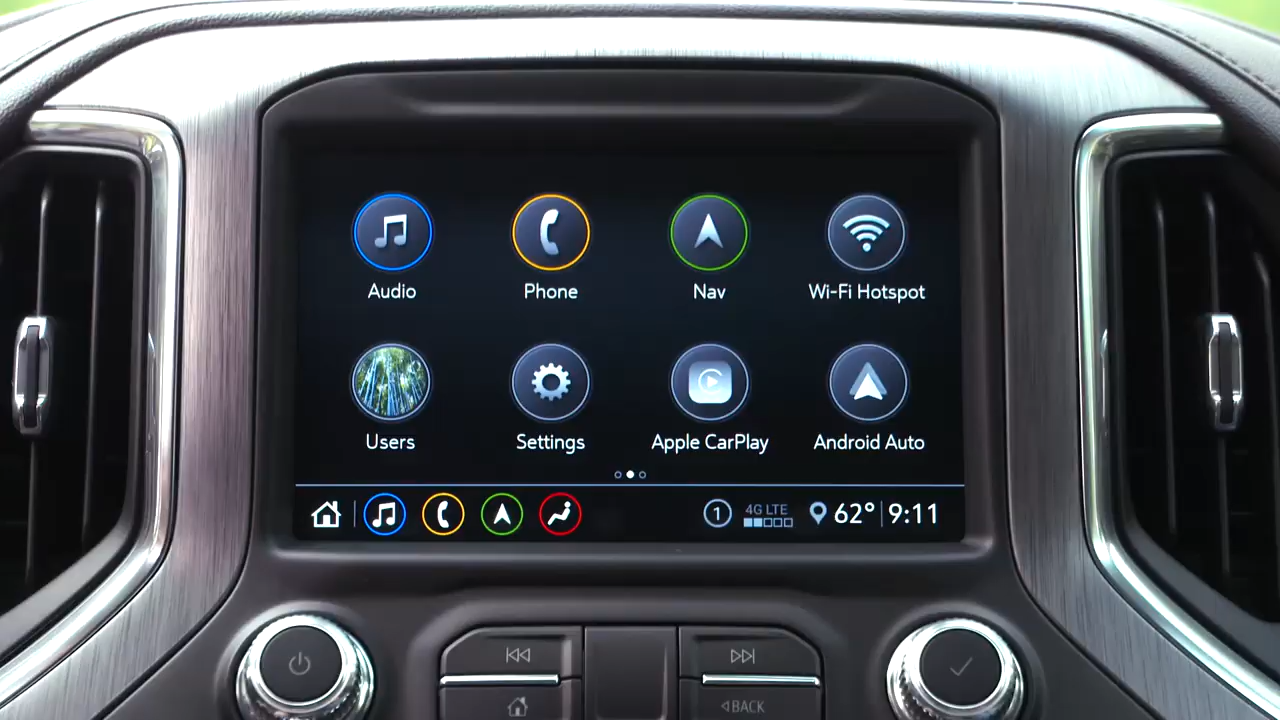 Audio Phone Nav Wi-Fi Hotspot
Users Settings Apple CarPlay Android Auto
1 4G LTE 62° 9:11
BACK